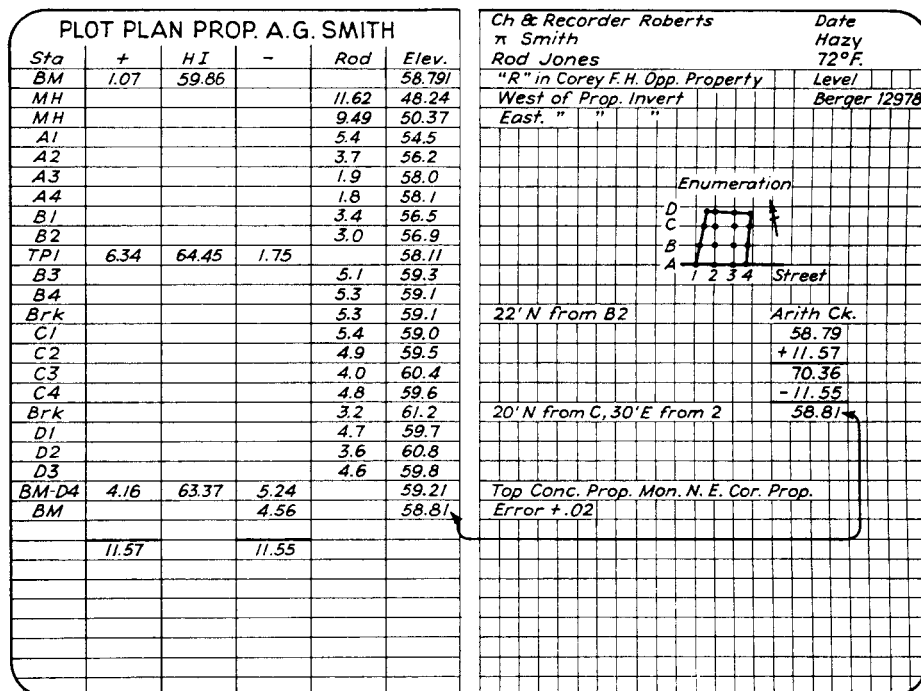 PLOT PLAN PROP. A.G. SMITH
Sta + HI - Rod Elev.
BM 1.07 59.86 58.791
MH 11.62 48.24
MH 9.49 50.37
A1 5.4 54.5
A2 3.7 56.2
A3 1.9 58.0
A4 1.8 58.1
B1 3.4 56.5
B2 3.0 56.9
TP1 6.34 64.45 1.75 58.11
B3 5.1 59.3
B4 5.3 59.1
Brk 5.3 59.1
C1 5.4 59.0
C2 4.9 59.5
C3 4.0 60.4
C4 4.8 59.6
Brk 3.2 61.2
D1 4.7 59.7
D2 3.6 60.8
D3 4.6 59.8
BM-D4 4.16 63.37 5.24 59.21
BM 4.56 58.81
11.57 11.55
Ch & Recorder Roberts Date
π Smith Hazy
Rod Jones 72°F.
"R" in Corey F.H. Opp. Property Level
West of Prop. Invert Berger 12978
East. " " "
Enumeration
D
C
B
A
1 2 3 4 Street
22' N from B2 Arith Ck.
58.79
+11.57
70.36
-11.55
20' N from C, 30' E from 2 58.81
Top Conc. Prop. Mon. N. E. Cor. Prop.
Error +.02